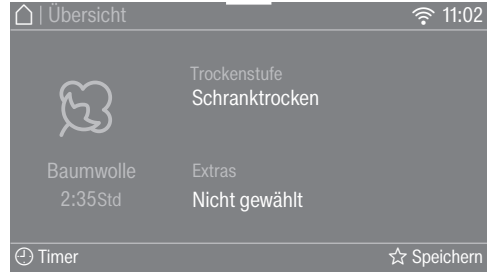 | Übersicht 11:02
Trockenstufe
Schranktrocken
Baumwolle
2:35Std
Extras
Nicht gewählt
Timer
Speichern